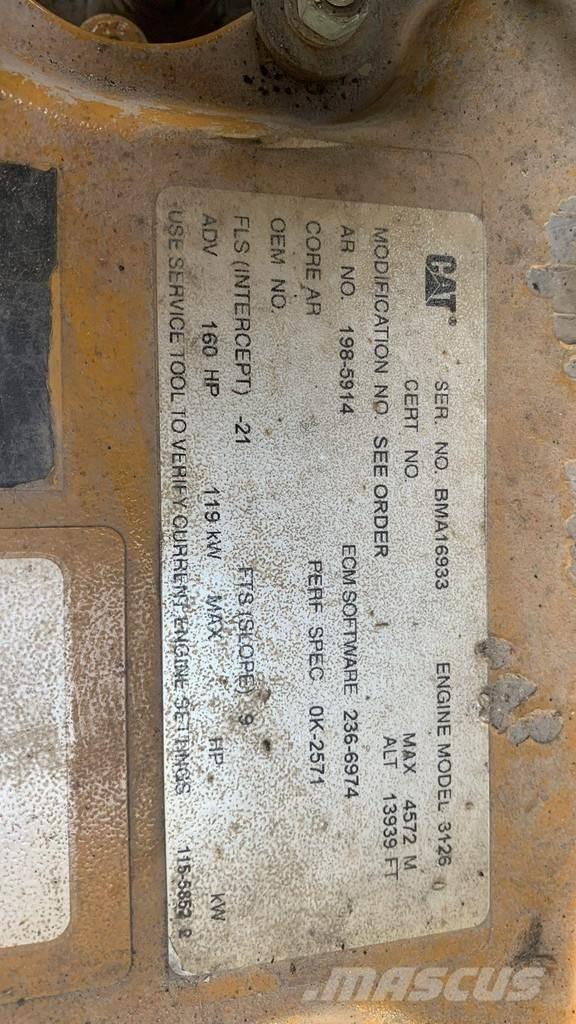 CAT® SER. NO. BMA16933 ENGINE MODEL 3126
CERT NO MAX 4572 M
ALT 13939 FT
MODIFICATION NO SEE ORDER
AR NO. 198-5914 ECM SOFTWARE 236-6974
CORE AR PERF SPEC 0K-2571
OEM NO.
FLS (INTERCEPT) -21 FTS (SLOPE) 9
ADV 160 HP 119 kW MAX HP kW
USE SERVICE TOOL TO VERIFY CURRENT ENGINE SETTINGS 115-5852 2
MASCUS